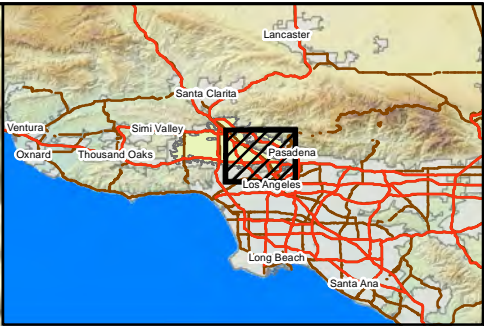 Lancaster
Santa Clarita
Ventura
Simi Valley
Oxnard
Thousand Oaks
Pasadena
Los Angeles
Long Beach
Santa Ana